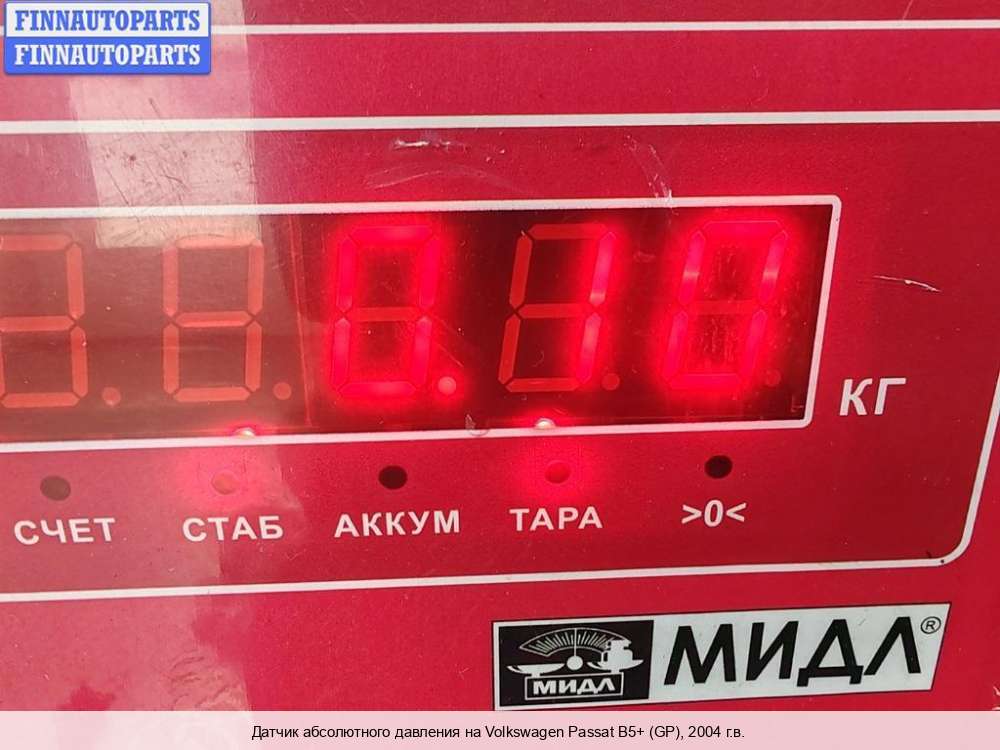 FINNAUTOPARTS
FINNAUTOPARTS
0.10
КГ
СЧЕТ СТАБ АККУМ ТАРА >0<
МИДЛ МИДЛ®
Датчик абсолютного давления на Volkswagen Passat B5+ (GP), 2004 г.в.